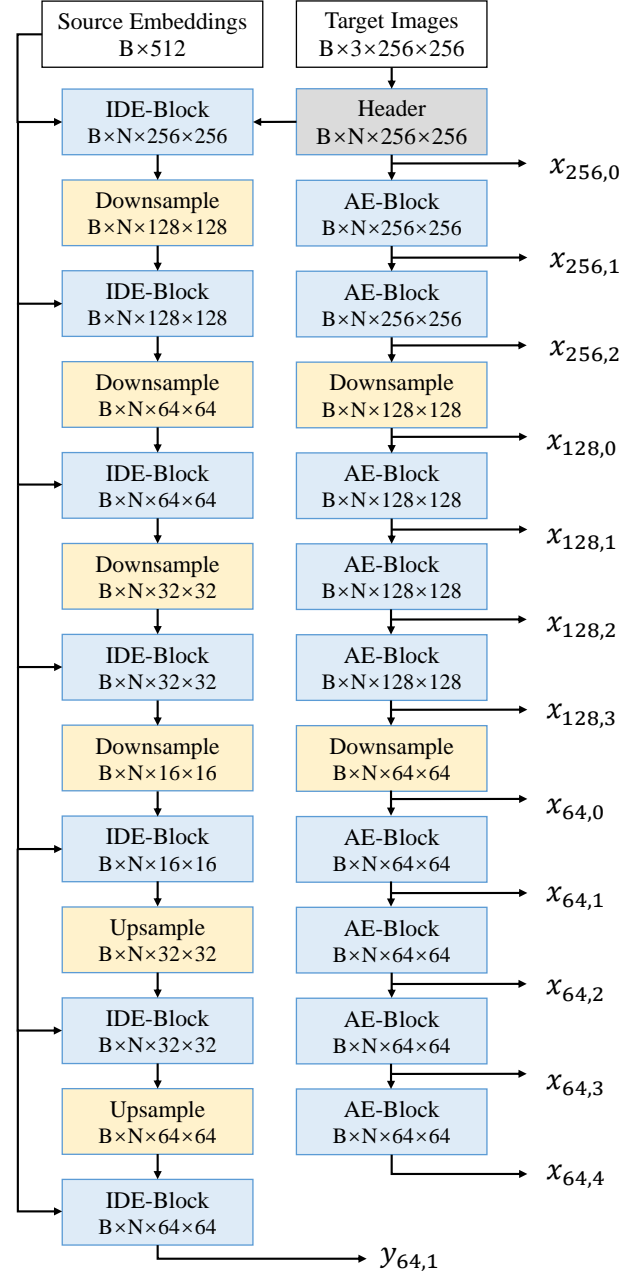 Source Embeddings
B×512
Target Images
B×3×256×256
IDE-Block
B×N×256×256
Header
B×N×256×256
x256,0
Downsample
B×N×128×128
AE-Block
B×N×256×256
x256,1
IDE-Block
B×N×128×128
AE-Block
B×N×256×256
x256,2
Downsample
B×N×64×64
Downsample
B×N×128×128
x128,0
IDE-Block
B×N×64×64
AE-Block
B×N×128×128
x128,1
Downsample
B×N×32×32
AE-Block
B×N×128×128
x128,2
IDE-Block
B×N×32×32
AE-Block
B×N×128×128
x128,3
Downsample
B×N×16×16
Downsample
B×N×64×64
x64,0
IDE-Block
B×N×16×16
AE-Block
B×N×64×64
x64,1
Upsample
B×N×32×32
AE-Block
B×N×64×64
x64,2
IDE-Block
B×N×32×32
AE-Block
B×N×64×64
x64,3
Upsample
B×N×64×64
AE-Block
B×N×64×64
x64,4
IDE-Block
B×N×64×64
y64,1